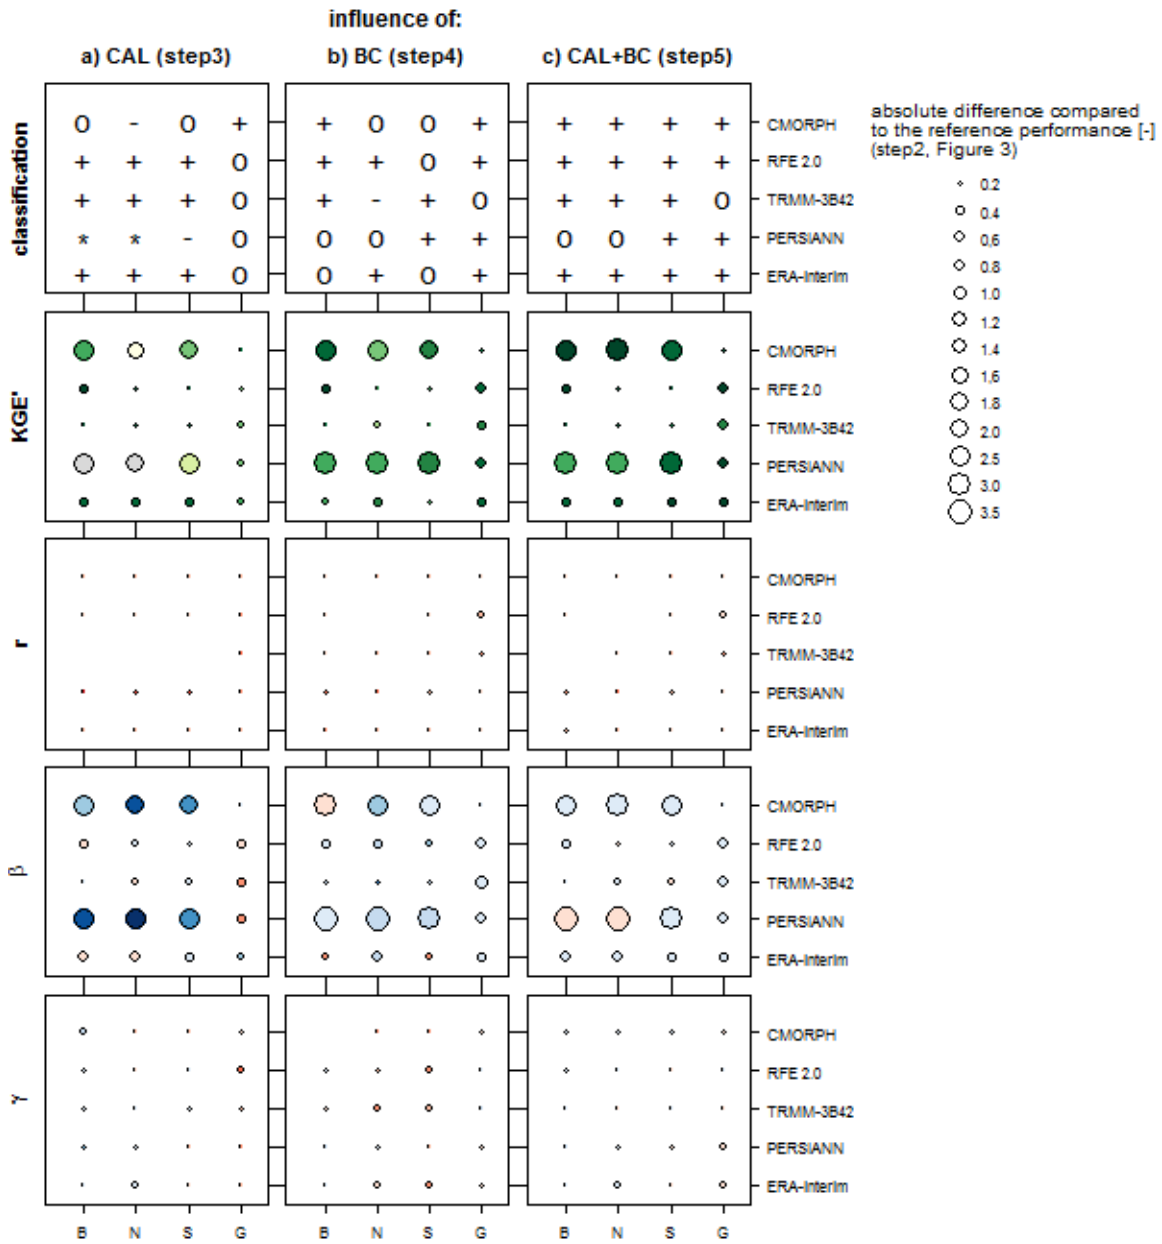 influence of:
a) CAL (step3)
b) BC (step4)
c) CAL+BC (step5)
classification
O - O + + O O + + + + + CMORPH
+ + + O + + O + + + + + RFE 2.0
+ + + O + - + O + + + O TRMM-3B42
* * - O O O + + O O + + PERSIANN
+ + + O O + O + + + + + ERA-Interim
absolute difference compared
to the reference performance [-]
(step2, Figure 3)
0.2
0.4
0.6
0.8
1.0
1.2
1.4
1.6
1.8
2.0
2.5
3.0
3.5
KGE'
CMORPH
RFE 2.0
TRMM-3B42
PERSIANN
ERA-Interim
r
CMORPH
RFE 2.0
TRMM-3B42
PERSIANN
ERA-Interim
β
CMORPH
RFE 2.0
TRMM-3B42
PERSIANN
ERA-Interim
γ
CMORPH
RFE 2.0
TRMM-3B42
PERSIANN
ERA-Interim
B N S G B N S G B N S G